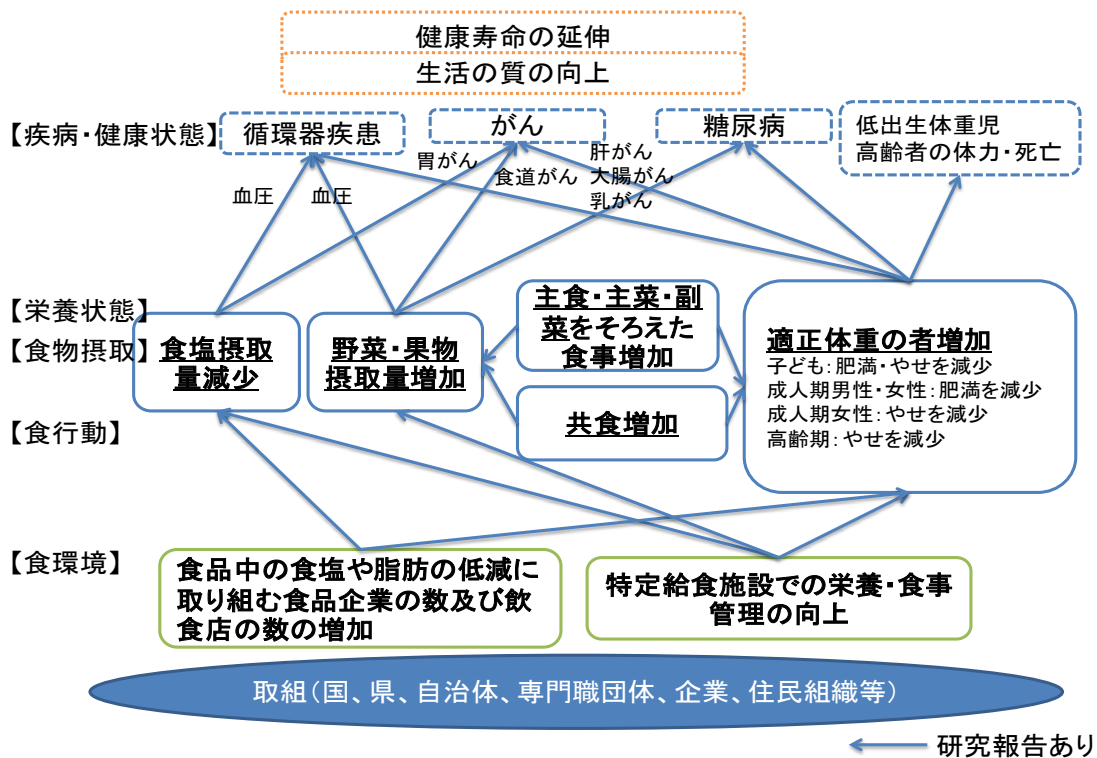 健康寿命の延伸
生活の質の向上
【疾病・健康状態】
循環器疾患
がん
糖尿病
低出生体重児
高齢者の体力・死亡
胃がん
食道がん
肝がん
大腸がん
乳がん
血圧
血圧
【栄養状態】
【食物摂取】
【食行動】
食塩摂取
量減少
野菜・果物
摂取量増加
主食・主菜・副
菜をそろえた
食事増加
共食増加
適正体重の者増加
子ども：肥満・やせを減少
成人期男性・女性：肥満を減少
成人期女性：やせを減少
高齢期：やせを減少
【食環境】
食品中の食塩や脂肪の低減に
取り組む食品企業の数及び飲
食店の数の増加
特定給食施設での栄養・食事
管理の向上
取組（国、県、自治体、専門職団体、企業、住民組織等）
研究報告あり